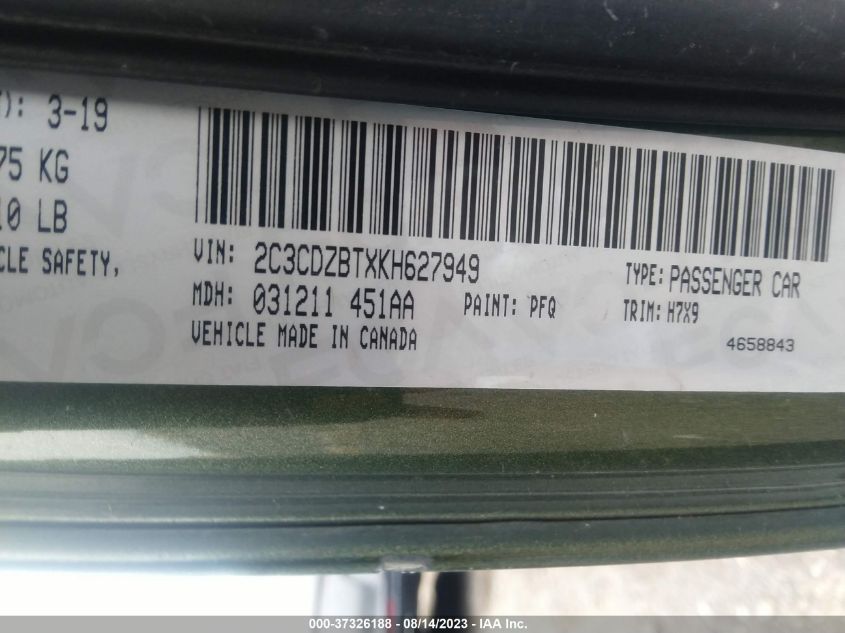 T): 3-19
75 KG
10 LB
CLE SAFETY,
VIN: 2C3CDZBTXKH627949
TYPE: PASSENGER CAR
MDH: 031211 451AA PAINT: PFQ TRIM: H7X9
VEHICLE MADE IN CANADA 4658843
000-37326188 - 08/14/2023 - IAA Inc.